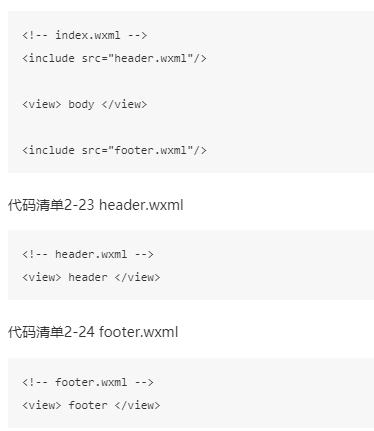 <!-- index.wxml -->
<include src="header.wxml"/>
<view> body </view>
<include src="footer.wxml"/>
代码清单2-23 header.wxml
<!-- header.wxml -->
<view> header </view>
代码清单2-24 footer.wxml
<!-- footer.wxml -->
<view> footer </view>